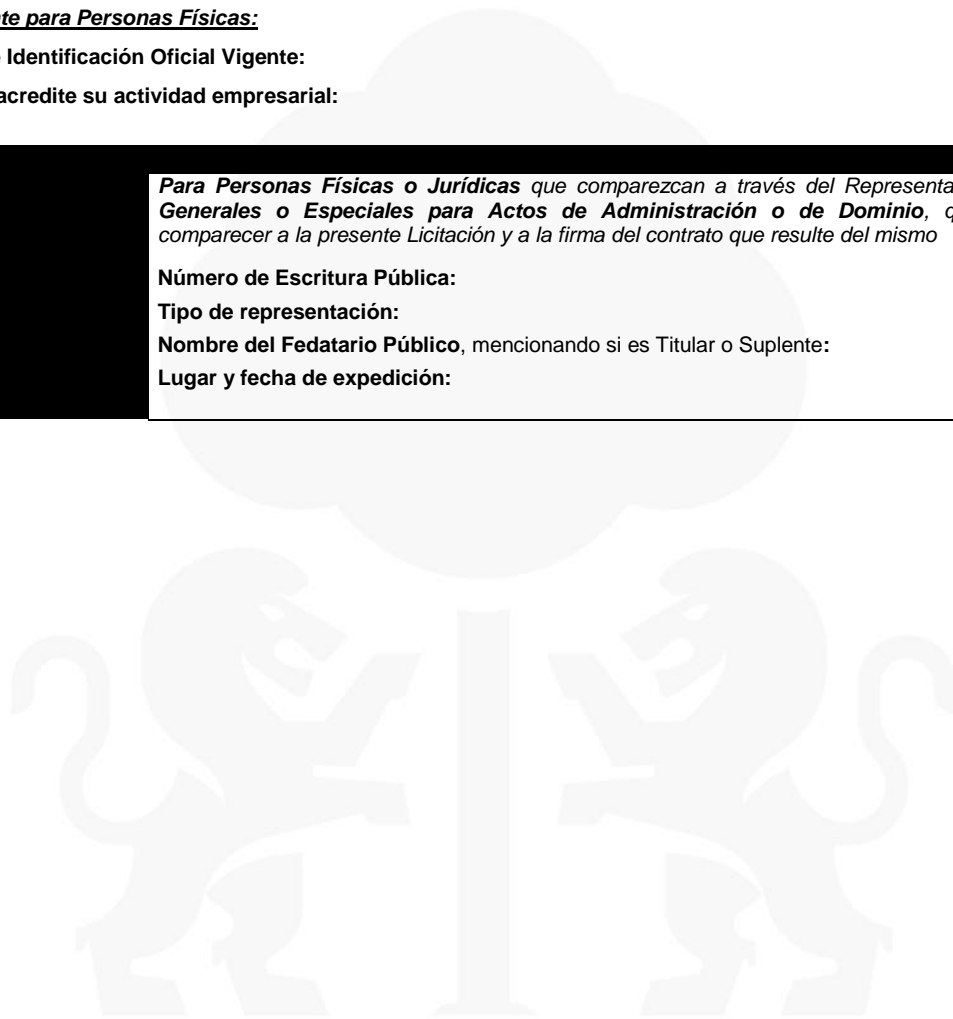 te para Personas Físicas:
Identificación Oficial Vigente:
acredite su actividad empresarial:
Para Personas Físicas o Jurídicas que comparezcan a través del Representa
Generales o Especiales para Actos de Administración o de Dominio, q
comparecer a la presente Licitación y a la firma del contrato que resulte del mismo
Número de Escritura Pública:
Tipo de representación:
Nombre del Fedatario Público, mencionando si es Titular o Suplente:
Lugar y fecha de expedición: